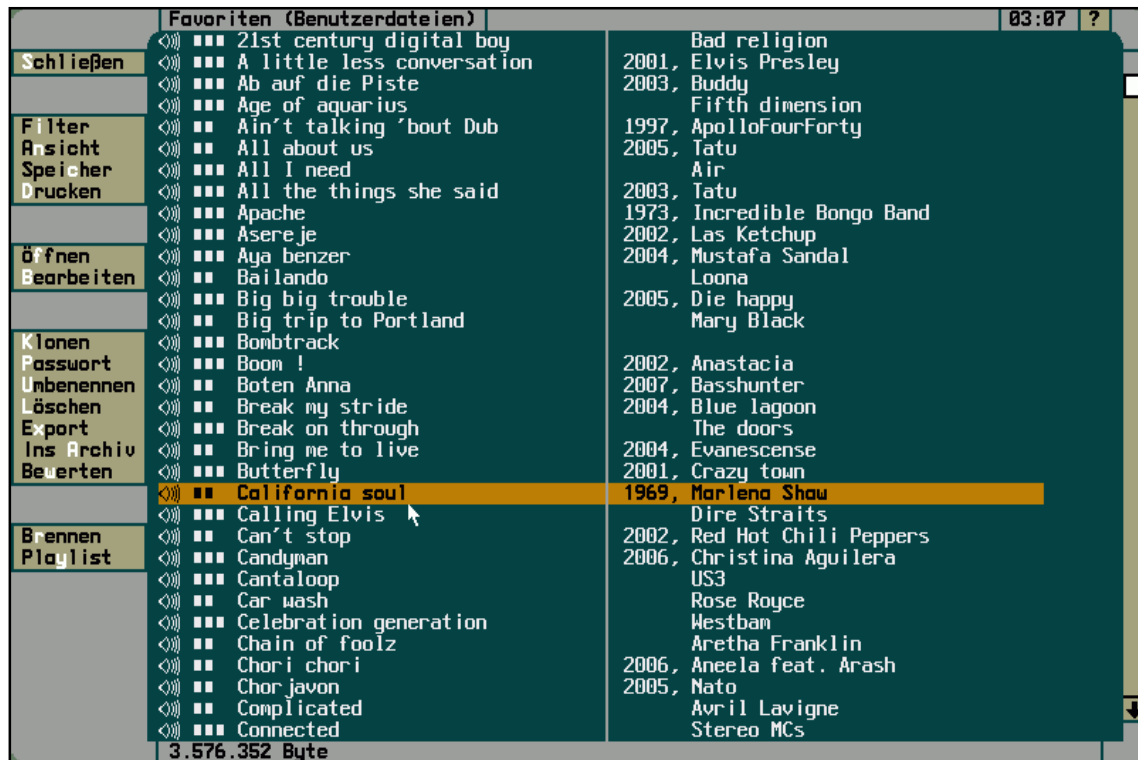 Favoriten (Benutzerdateien) 03:07 ?
21st century digital boy Bad religion
Schließen A little less conversation 2001, Elvis Presley
Ab auf die Piste 2003, Buddy
Age of aquarius Fifth dimension
Filter Ain't talking 'bout Dub 1997, ApolloFourForty
Ansicht All about us 2005, Tatu
Speicher All I need Air
Drucken All the things she said 2003, Tatu
Apache 1973, Incredible Bongo Band
Asereje 2002, Las Ketchup
Öffnen Aya benzer 2004, Mustafa Sandal
Bearbeiten Bailando Loona
Big big trouble 2005, Die happy
Big trip to Portland Mary Black
Klonen Bombtrack
Passwort Boom ! 2002, Anastacia
Umbenennen Boten Anna 2007, Basshunter
Löschen Break my stride 2004, Blue lagoon
Export Break on through The doors
Ins Archiv Bring me to live 2004, Evanescense
Bewerten Butterfly 2001, Crazy town
California soul 1969, Marlena Shaw
Calling Elvis Dire Straits
Brennen Can't stop 2002, Red Hot Chili Peppers
Playlist Candyman 2006, Christina Aguilera
Cantaloop US3
Car wash Rose Royce
Celebration generation Westbam
Chain of foolz Aretha Franklin
Chori chori 2006, Aneela feat. Arash
Chorjavon 2005, Nato
Complicated Avril Lavigne
Connected Stereo MCs
3.576.352 Byte